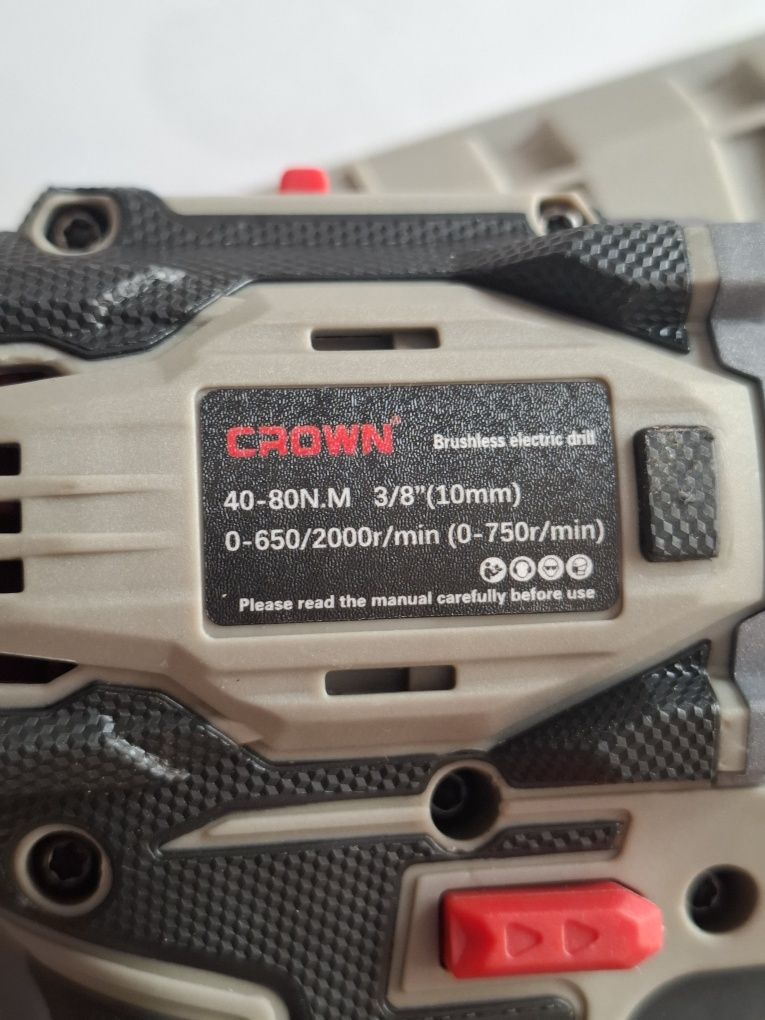 CROWN® Brushless electric drill
40-80N.M 3/8"(10mm)
0-650/2000r/min (0-750r/min)
Please read the manual carefully before use